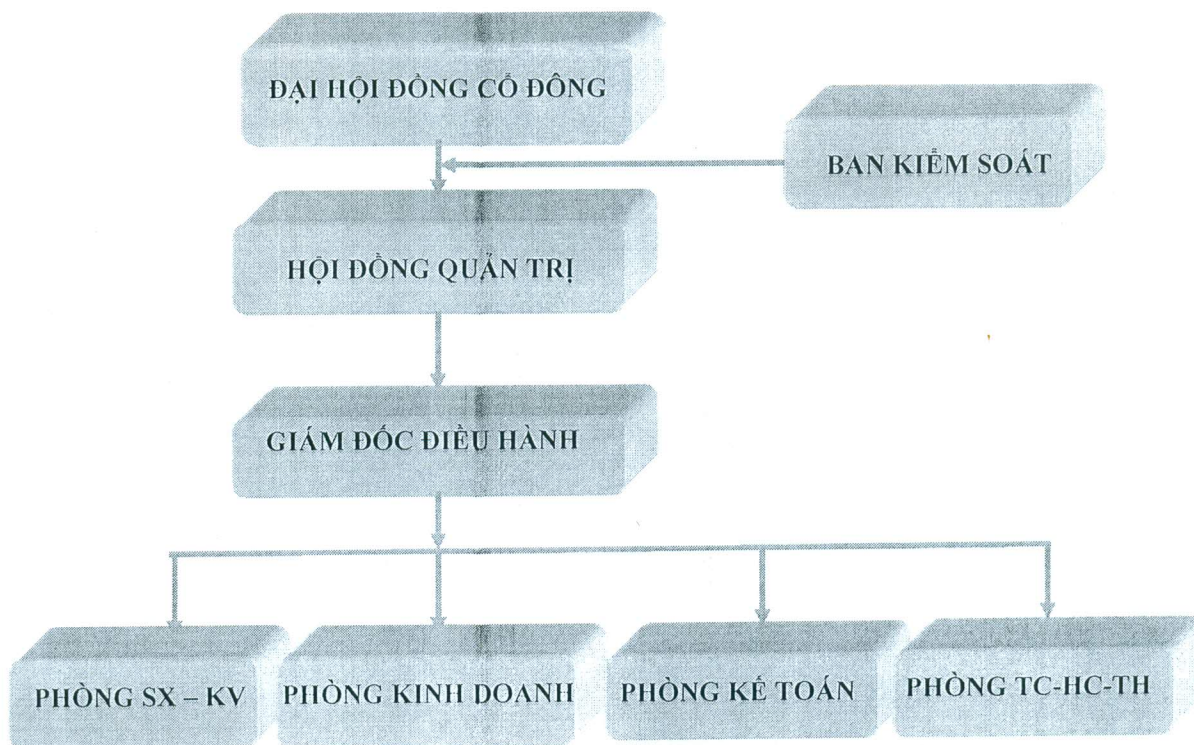 ĐẠI HỘI ĐỒNG CỔ ĐÔNG
BAN KIỂM SOÁT
HỘI ĐỒNG QUẢN TRỊ
GIÁM ĐỐC ĐIỀU HÀNH
PHÒNG SX – KV
PHÒNG KINH DOANH
PHÒNG KẾ TOÁN
PHÒNG TC-HC-TH